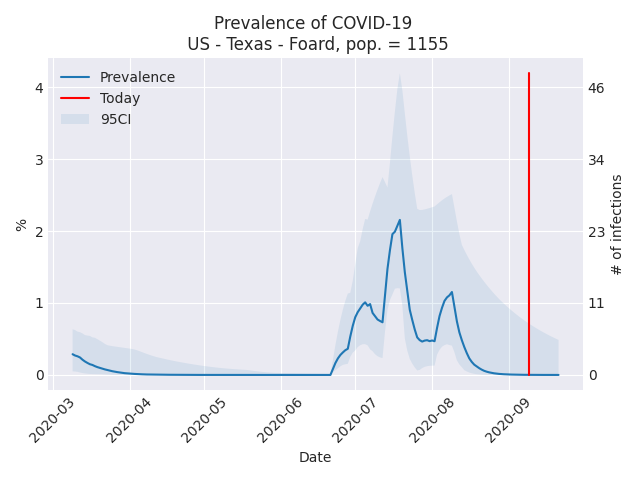 Prevalence of COVID-19
US - Texas - Foard, pop. = 1155
Prevalence
Today
95CI
4
3
2
1
0
%
46
34
23
11
0
# of infections
2020-03
2020-04
2020-05
2020-06
2020-07
2020-08
2020-09
Date